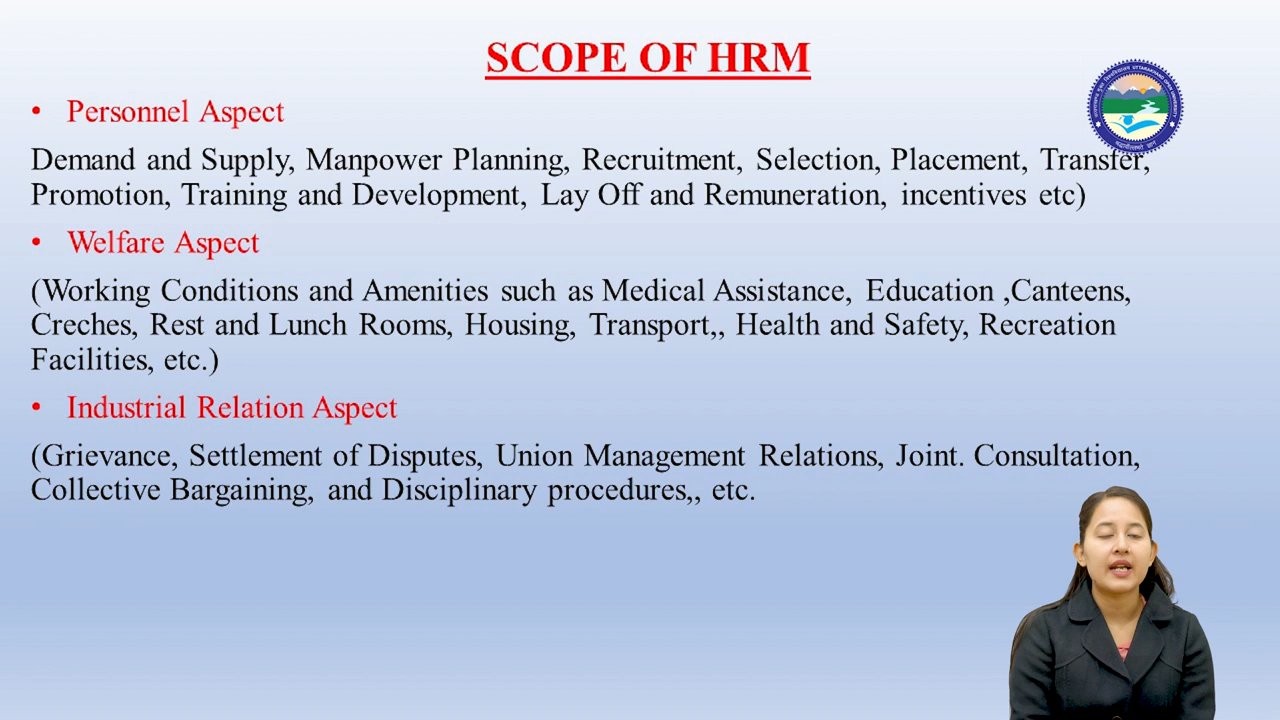 SCOPE OF HRM
• Personnel Aspect
Demand and Supply, Manpower Planning, Recruitment, Selection, Placement, Transfer,
Promotion, Training and Development, Lay Off and Remuneration, incentives etc)
• Welfare Aspect
(Working Conditions and Amenities such as Medical Assistance, Education ,Canteens,
Creches, Rest and Lunch Rooms, Housing, Transport,, Health and Safety, Recreation
Facilities, etc.)
• Industrial Relation Aspect
(Grievance, Settlement of Disputes, Union Management Relations, Joint. Consultation,
Collective Bargaining, and Disciplinary procedures,, etc.